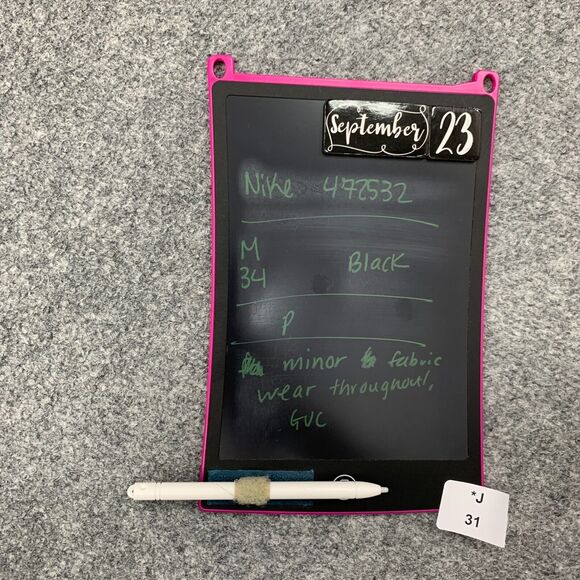 September 23
Nike 472532
M
34 Black
P
minor fabric
wear throughout,
GUC
*J
31